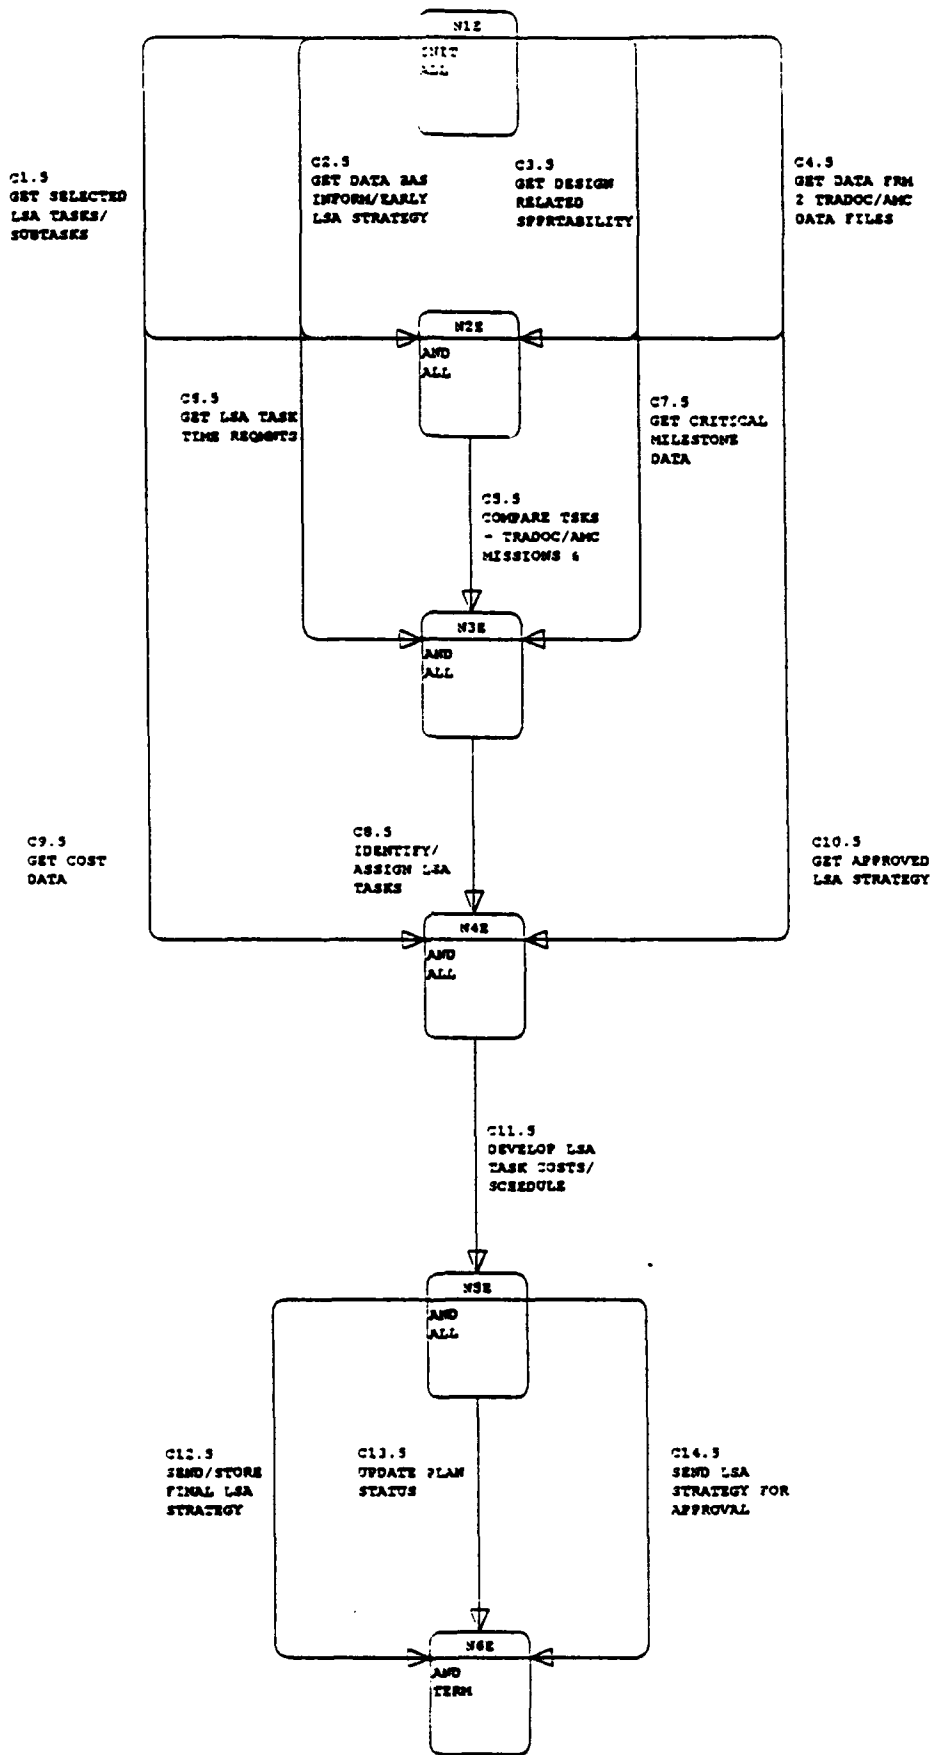 N1E
INIT
ALL
C1.5
GET SELECTED
LSA TASKS/
SUBTASKS
C2.5
GET DATA BAS
INFORM/EARLY
LSA STRATEGY
C3.5
GET DESIGN
RELATED
SPPRTABILITY
C4.5
GET DATA FRM
2 TRADOC/AMC
DATA FILES
N2E
AND
ALL
C6.5
GET LSA TASK
TIME REQMNTS
C7.5
GET CRITICAL
MILESTONE
DATA
C5.5
COMPARE TSKS
- TRADOC/AMC
MISSIONS &
N3E
AND
ALL
C9.5
GET COST
DATA
C8.5
IDENTIFY/
ASSIGN LSA
TASKS
C10.5
GET APPROVED
LSA STRATEGY
N4E
AND
ALL
C11.5
DEVELOP LSA
TASK COSTS/
SCHEDULE
N5E
AND
ALL
C12.5
SEND/STORE
FINAL LSA
STRATEGY
C13.5
UPDATE PLAN
STATUS
C14.5
SEND LSA
STRATEGY FOR
APPROVAL
N6E
AND
TERM